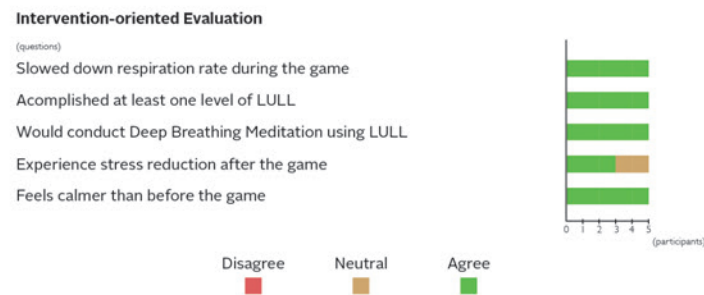 Intervention-oriented Evaluation
(questions)
Slowed down respiration rate during the game
Acomplished at least one level of LULL
Would conduct Deep Breathing Meditation using LULL
Experience stress reduction after the game
Feels calmer than before the game
0 1 2 3 4 5
(participants)
Disagree Neutral Agree